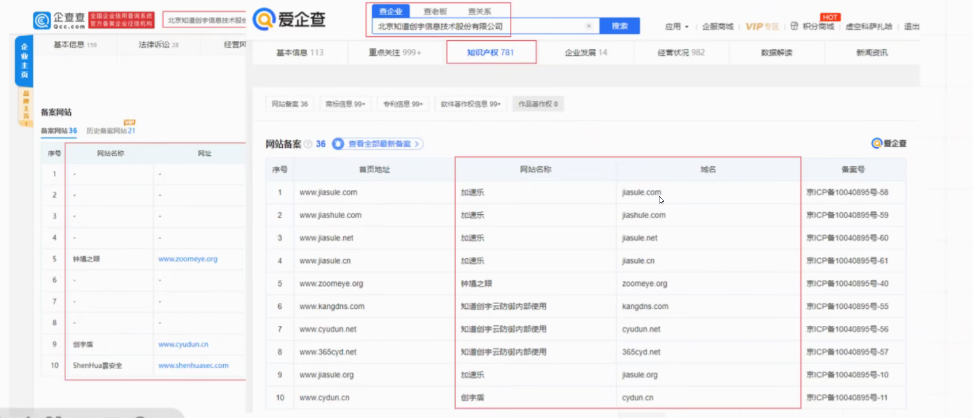 企查查
Qcc.com
全国企业信用查询系统
官方备案企业征信机构
北京知道创宇信息技术股份
企业主页
基本信息 159
法律诉讼 28
经营风
备案网站
备案网站 36
历史备案网站 21
VIP
序号 网站名称 网址
1 - -
2 - -
3 - -
4 - -
5 钟馗之眼 www.zoomeye.org
6 - -
7 - -
8 - -
9 创宇盾 www.cyudun.cn
10 ShenHua蜃安全 www.shenhuasec.com
爱企查
查企业 查老板 查关系
北京知道创宇信息技术股份有限公司
搜索
应用 企服商城 VIP专区 积分商城 虚空科萨扎哈 退出
HOT
基本信息 113
重点关注 999+
知识产权 781
企业发展 14
经营状况 982
数据解读
新闻资讯
网站备案 36
商标信息 99+
专利信息 99+
软件著作权信息 99+
作品著作权 0
网站备案 36 查看全部最新备案
爱企查
序号 首页地址 网站名称 域名 备案号
1 www.jiasule.com 加速乐 jiasule.com 京ICP备10040895号-58
2 www.jiashule.com 加速乐 jiashule.com 京ICP备10040895号-59
3 www.jiasule.net 加速乐 jiasule.net 京ICP备10040895号-60
4 www.jiasule.cn 加速乐 jiasule.cn 京ICP备10040895号-61
5 www.zoomeye.org 钟馗之眼 zoomeye.org 京ICP备10040895号-40
6 www.kangdns.com 知道创宇云防御内部使用 kangdns.com 京ICP备10040895号-55
7 www.cyudun.net 知道创宇云防御内部使用 cyudun.net 京ICP备10040895号-56
8 www.365cyd.net 知道创宇云防御内部使用 365cyd.net 京ICP备10040895号-57
9 www.jiasule.org 加速乐 jiasule.org 京ICP备10040895号-10
10 www.cyudun.cn 创宇盾 cyudun.cn 京ICP备10040895号-11